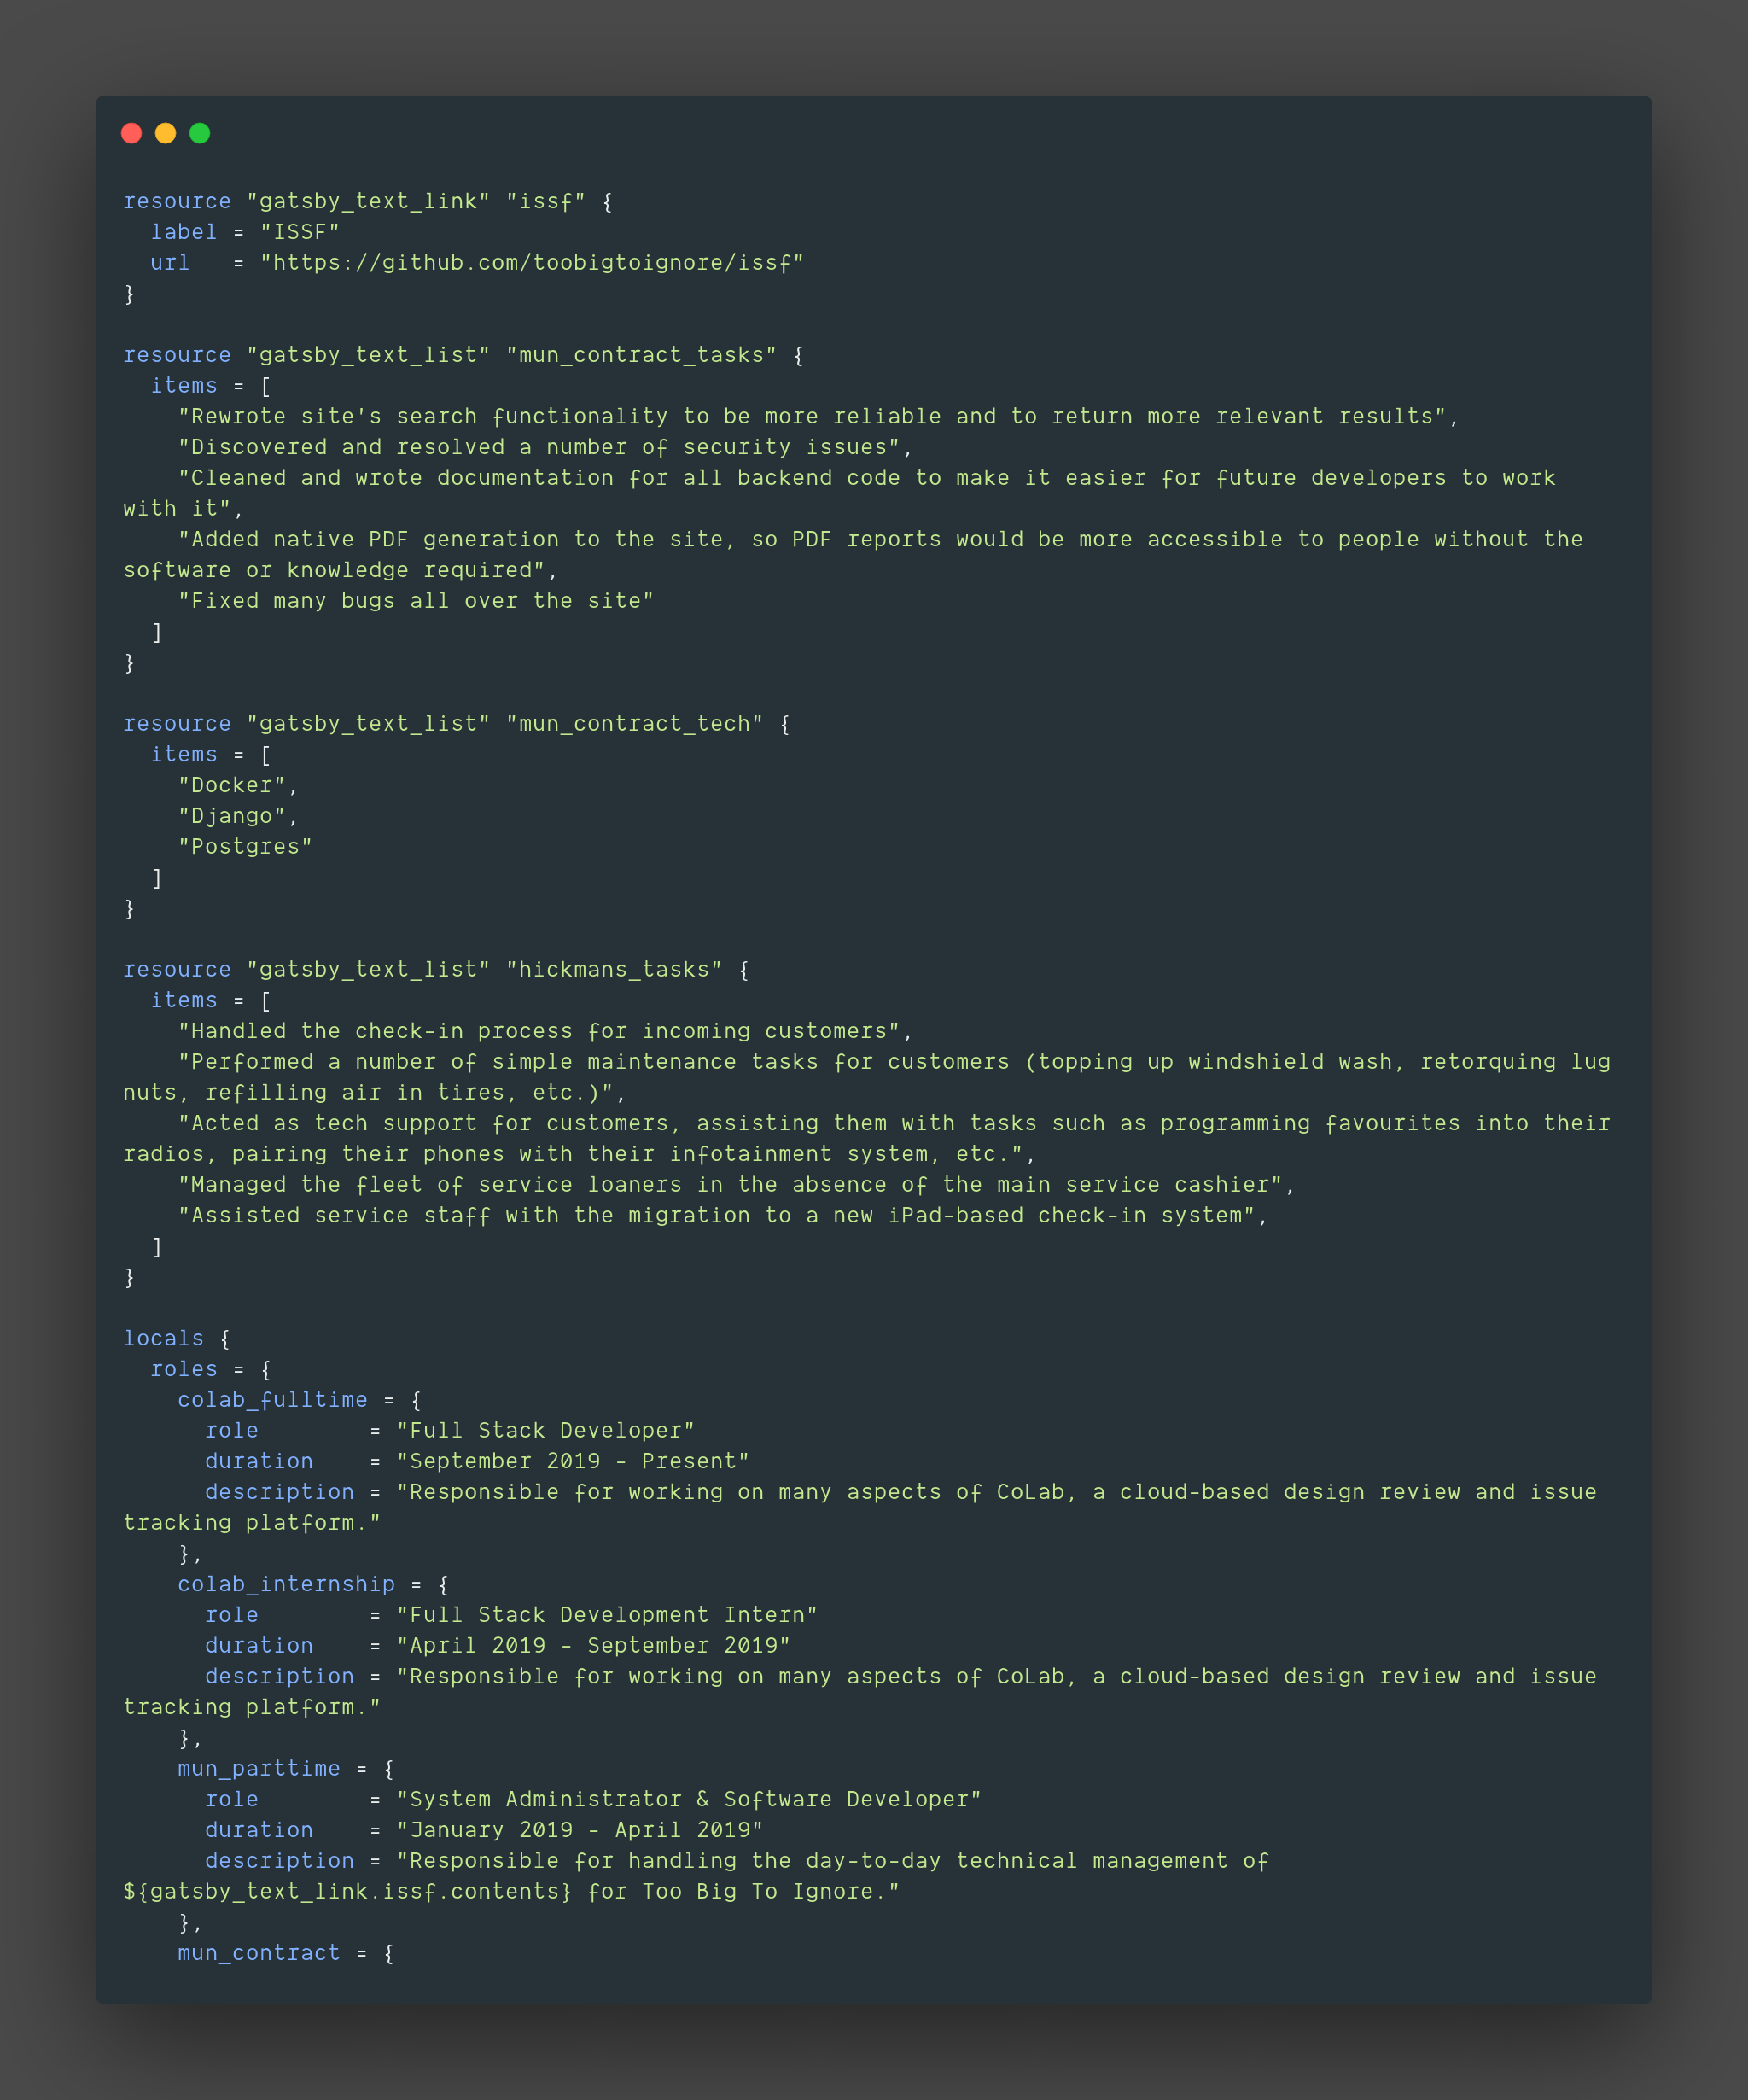 resource "gatsby_text_link" "issf" {
  label = "ISSF"
  url   = "https://github.com/toobigtoignore/issf"
}

resource "gatsby_text_list" "mun_contract_tasks" {
  items = [
    "Rewrote site's search functionality to be more reliable and to return more relevant results",
    "Discovered and resolved a number of security issues",
    "Cleaned and wrote documentation for all backend code to make it easier for future developers to work
with it",
    "Added native PDF generation to the site, so PDF reports would be more accessible to people without the
software or knowledge required",
    "Fixed many bugs all over the site"
  ]
}

resource "gatsby_text_list" "mun_contract_tech" {
  items = [
    "Docker",
    "Django",
    "Postgres"
  ]
}

resource "gatsby_text_list" "hickmans_tasks" {
  items = [
    "Handled the check-in process for incoming customers",
    "Performed a number of simple maintenance tasks for customers (topping up windshield wash, retorquing lug
nuts, refilling air in tires, etc.)",
    "Acted as tech support for customers, assisting them with tasks such as programming favourites into their
radios, pairing their phones with their infotainment system, etc.",
    "Managed the fleet of service loaners in the absence of the main service cashier",
    "Assisted service staff with the migration to a new iPad-based check-in system",
  ]
}

locals {
  roles = {
    colab_fulltime = {
      role        = "Full Stack Developer"
      duration    = "September 2019 - Present"
      description = "Responsible for working on many aspects of CoLab, a cloud-based design review and issue
tracking platform."
    },
    colab_internship = {
      role        = "Full Stack Development Intern"
      duration    = "April 2019 - September 2019"
      description = "Responsible for working on many aspects of CoLab, a cloud-based design review and issue
tracking platform."
    },
    mun_parttime = {
      role        = "System Administrator & Software Developer"
      duration    = "January 2019 - April 2019"
      description = "Responsible for handling the day-to-day technical management of
${gatsby_text_link.issf.contents} for Too Big To Ignore."
    },
    mun_contract = {